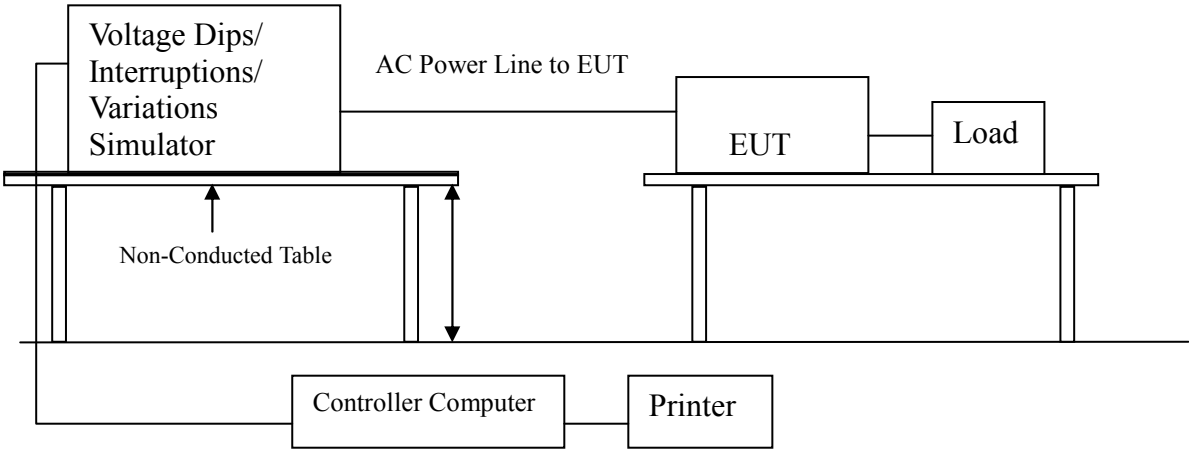 Voltage Dips/
Interruptions/
Variations
Simulator
AC Power Line to EUT
EUT
Load
Non-Conducted Table
Controller Computer
Printer